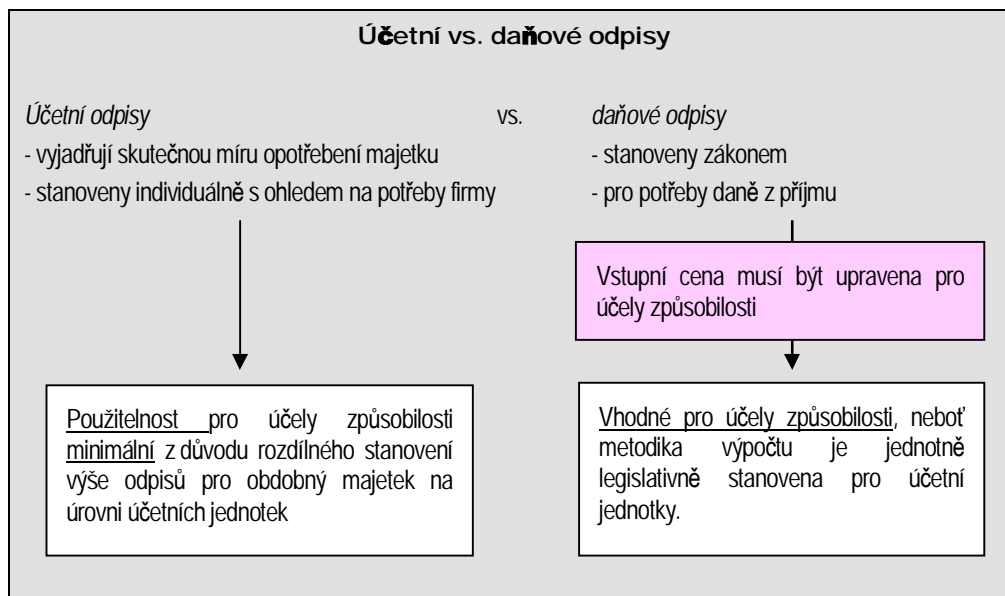 Účetní vs. daňové odpisy
Účetní odpisy vs. daňové odpisy
- vyjadřují skutečnou míru opotřebení majetku
- stanoveny individuálně s ohledem na potřeby firmy
- stanoveny zákonem
- pro potřeby daně z příjmu
Vstupní cena musí být upravena pro
účely způsobilosti
Použitelnost pro účely způsobilosti
minimální z důvodu rozdílného stanovení
výše odpisů pro obdobný majetek na
úrovni účetních jednotek
Vhodné pro účely způsobilosti, neboť
metodika výpočtu je jednotně
legislativně stanovena pro účetní
jednotky.